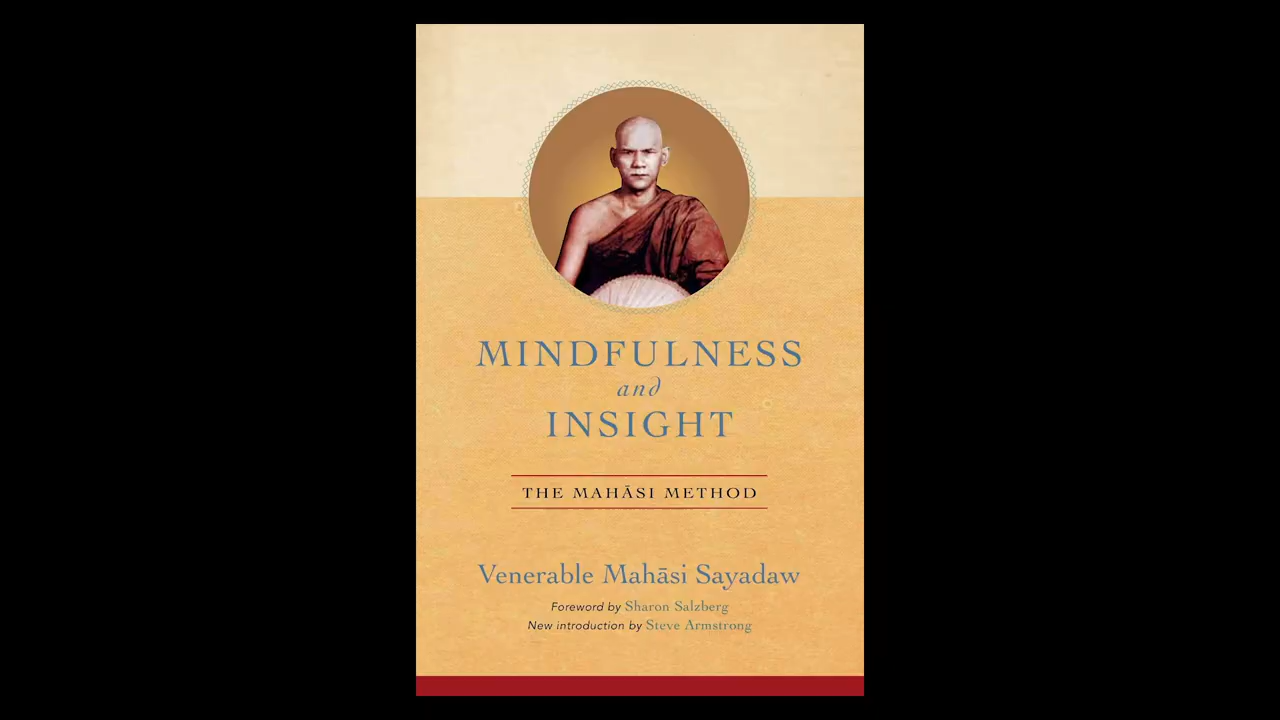 MINDFULNESS
and
INSIGHT
THE MAHĀSI METHOD
Venerable Mahāsi Sayadaw
Foreword by Sharon Salzberg
New introduction by Steve Armstrong